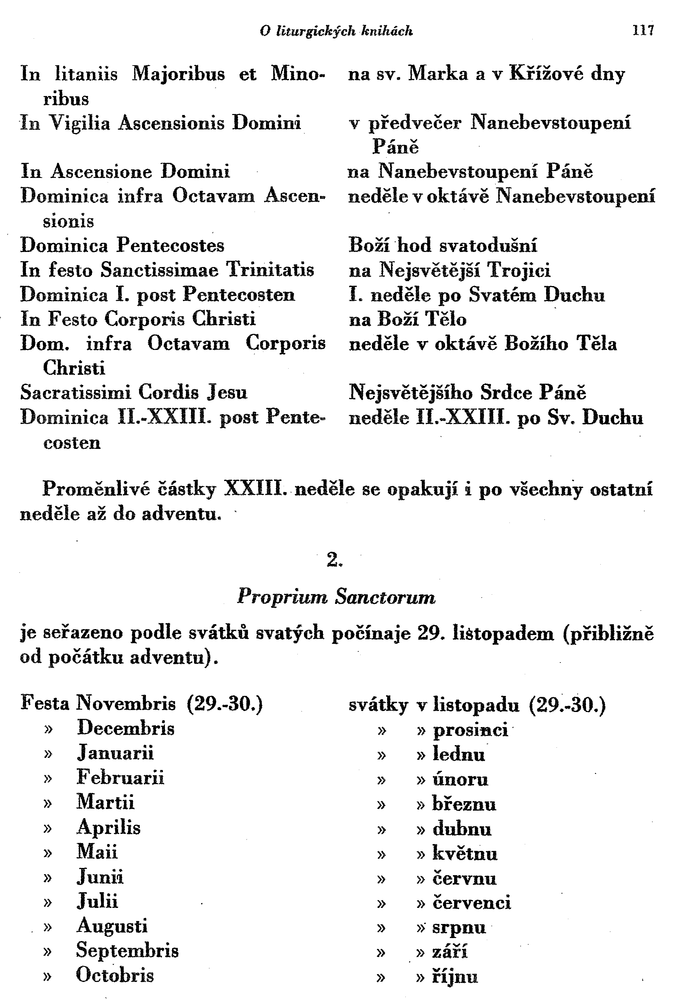 O liturgických knihách 117
In litaniis Majoribus et Mino- na sv. Marka a v Křížové dny
ribus
In Vigilia Ascensionis Domini v předvečer Nanebevstoupení
Páně
In Ascensione Domini na Nanebevstoupení Páně
Dominica infra Octavam Ascen- neděle v oktávě Nanebevstoupení
sionis
Dominica Pentecostes Boží hod svatodušní
In festo Sanctissimae Trinitatis na Nejsvětější Trojici
Dominica I. post Pentecosten I. neděle po Svatém Duchu
In Festo Corporis Christi na Boží Tělo
Dom. infra Octavam Corporis neděle v oktávě Božího Těla
Christi
Sacratissimi Cordis Jesu Nejsvětějšího Srdce Páně
Dominica II.-XXIII. post Pente- neděle II.-XXIII. po Sv. Duchu
costen
Proměnlivé částky XXIII. neděle se opakují i po všechny ostatní
neděle až do adventu.
2.
Proprium Sanctorum
je seřazeno podle svátků svatých počínaje 29. listopadem (přibližně
od počátku adventu).
Festa Novembris (29.-30.) svátky v listopadu (29.-30.)
» Decembris » » prosinci
» Januarii » » lednu
» Februarii » » únoru
» Martii » » březnu
» Aprilis » » dubnu
» Maii » » květnu
» Junii » » červnu
» Julii » » červenci
» Augusti » » srpnu
» Septembris » » září
» Octobris » » říjnu